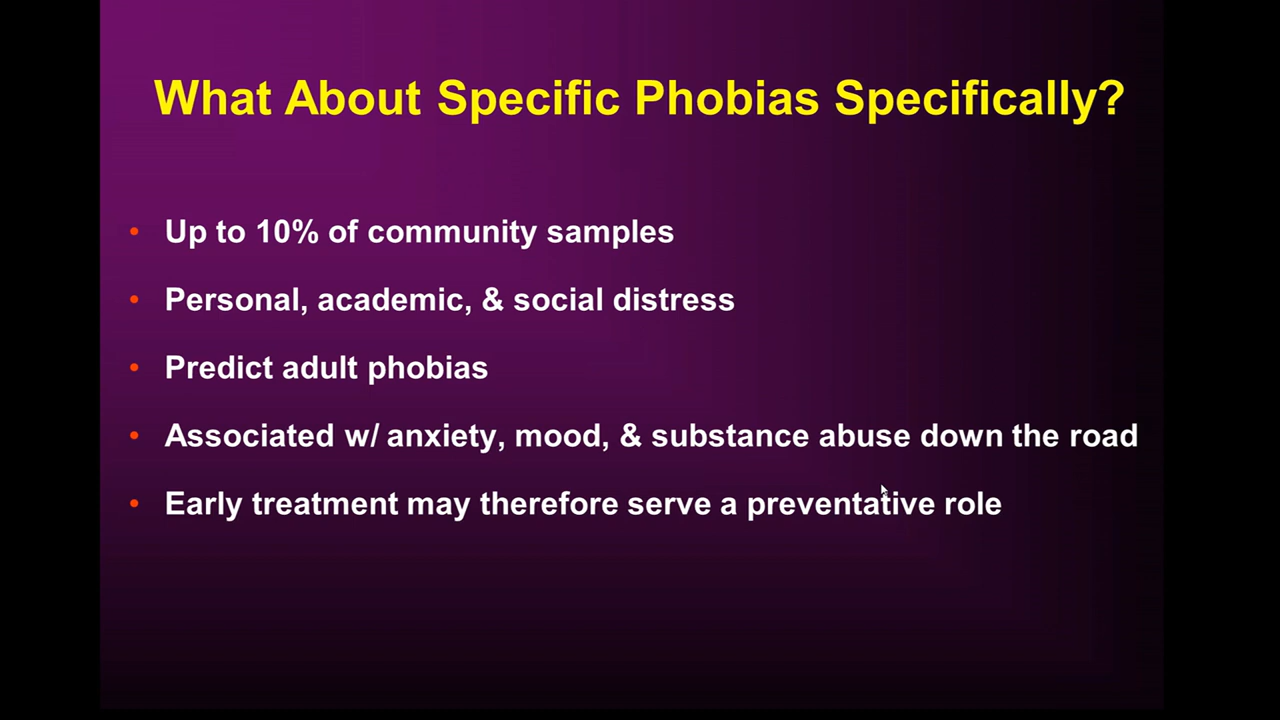 What About Specific Phobias Specifically?
• Up to 10% of community samples
• Personal, academic, & social distress
• Predict adult phobias
• Associated w/ anxiety, mood, & substance abuse down the road
• Early treatment may therefore serve a preventative role